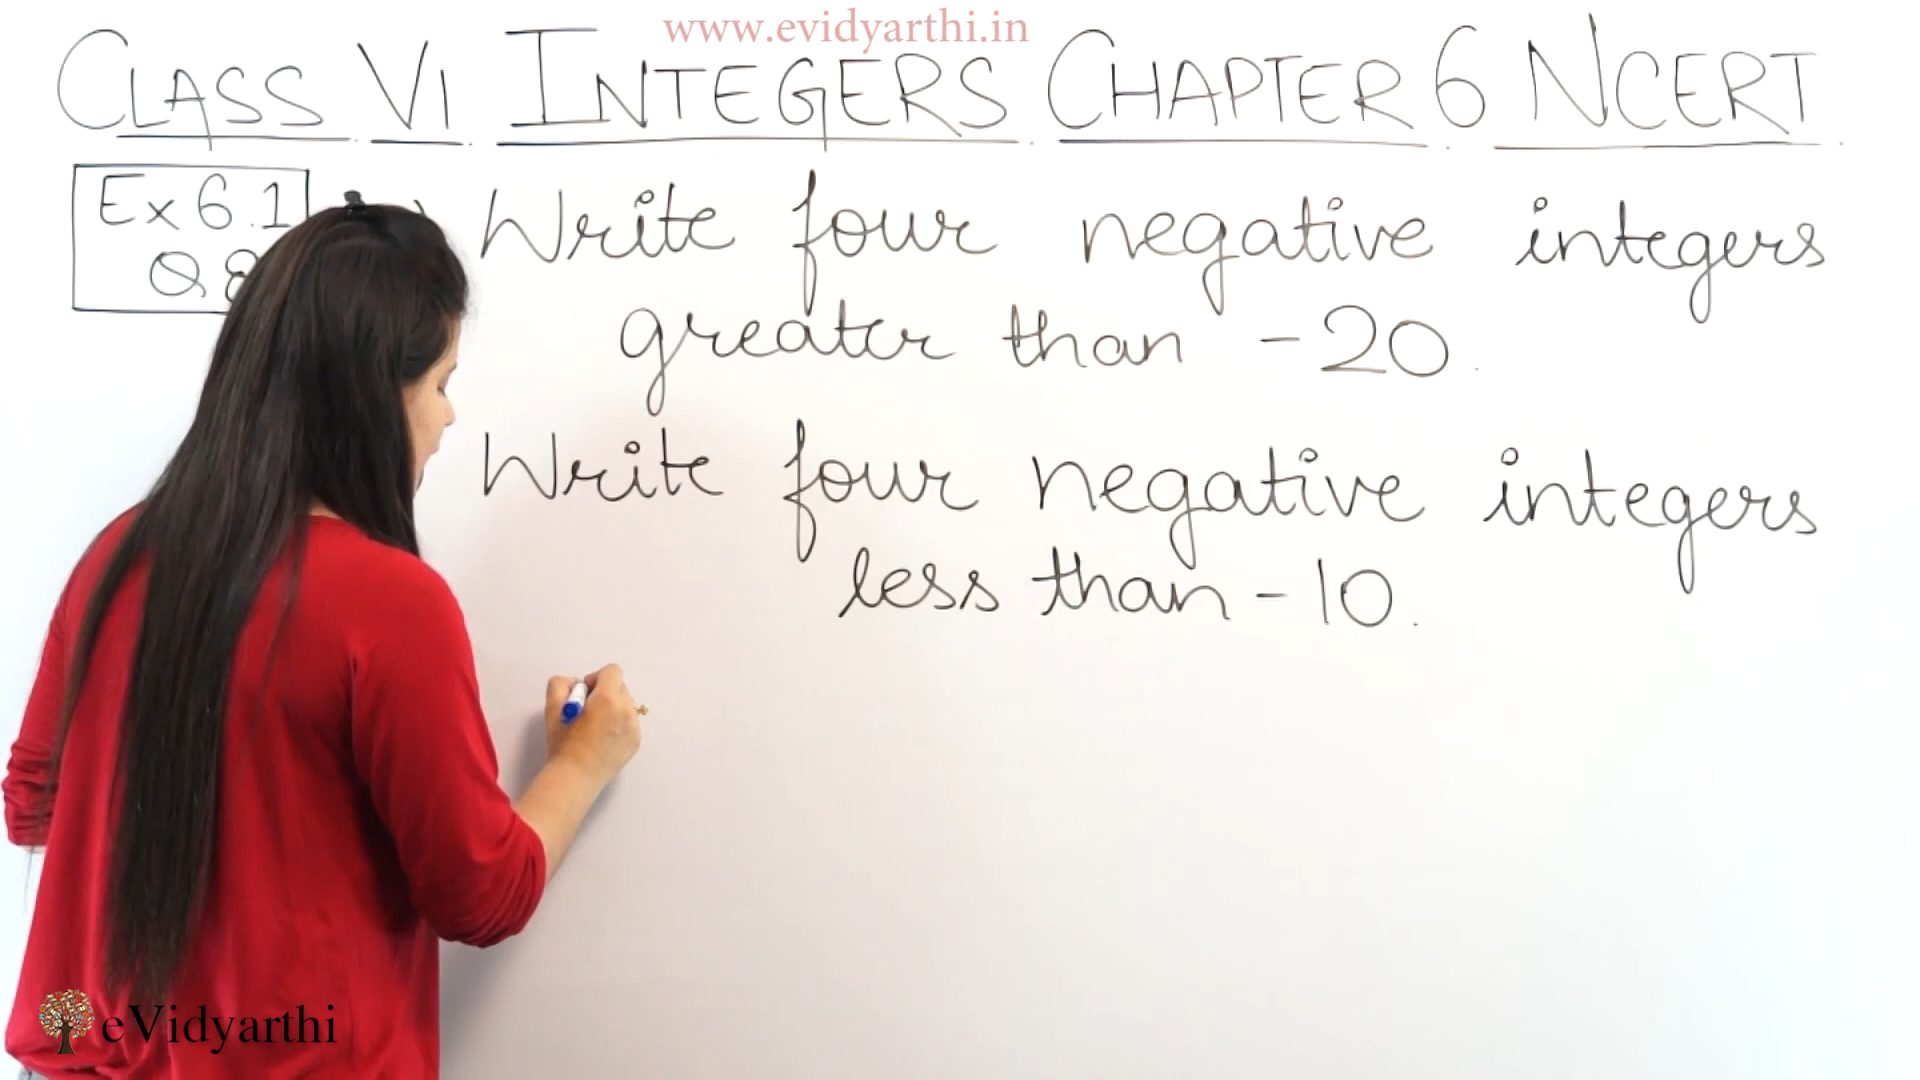 www.evidyarthi.in
CLASS VI INTEGERS CHAPTER 6 NCERT
Ex 6.1
Q 8
Write four negative integers
greater than -20.
Write four negative integers
less than -10.
eVidyarthi